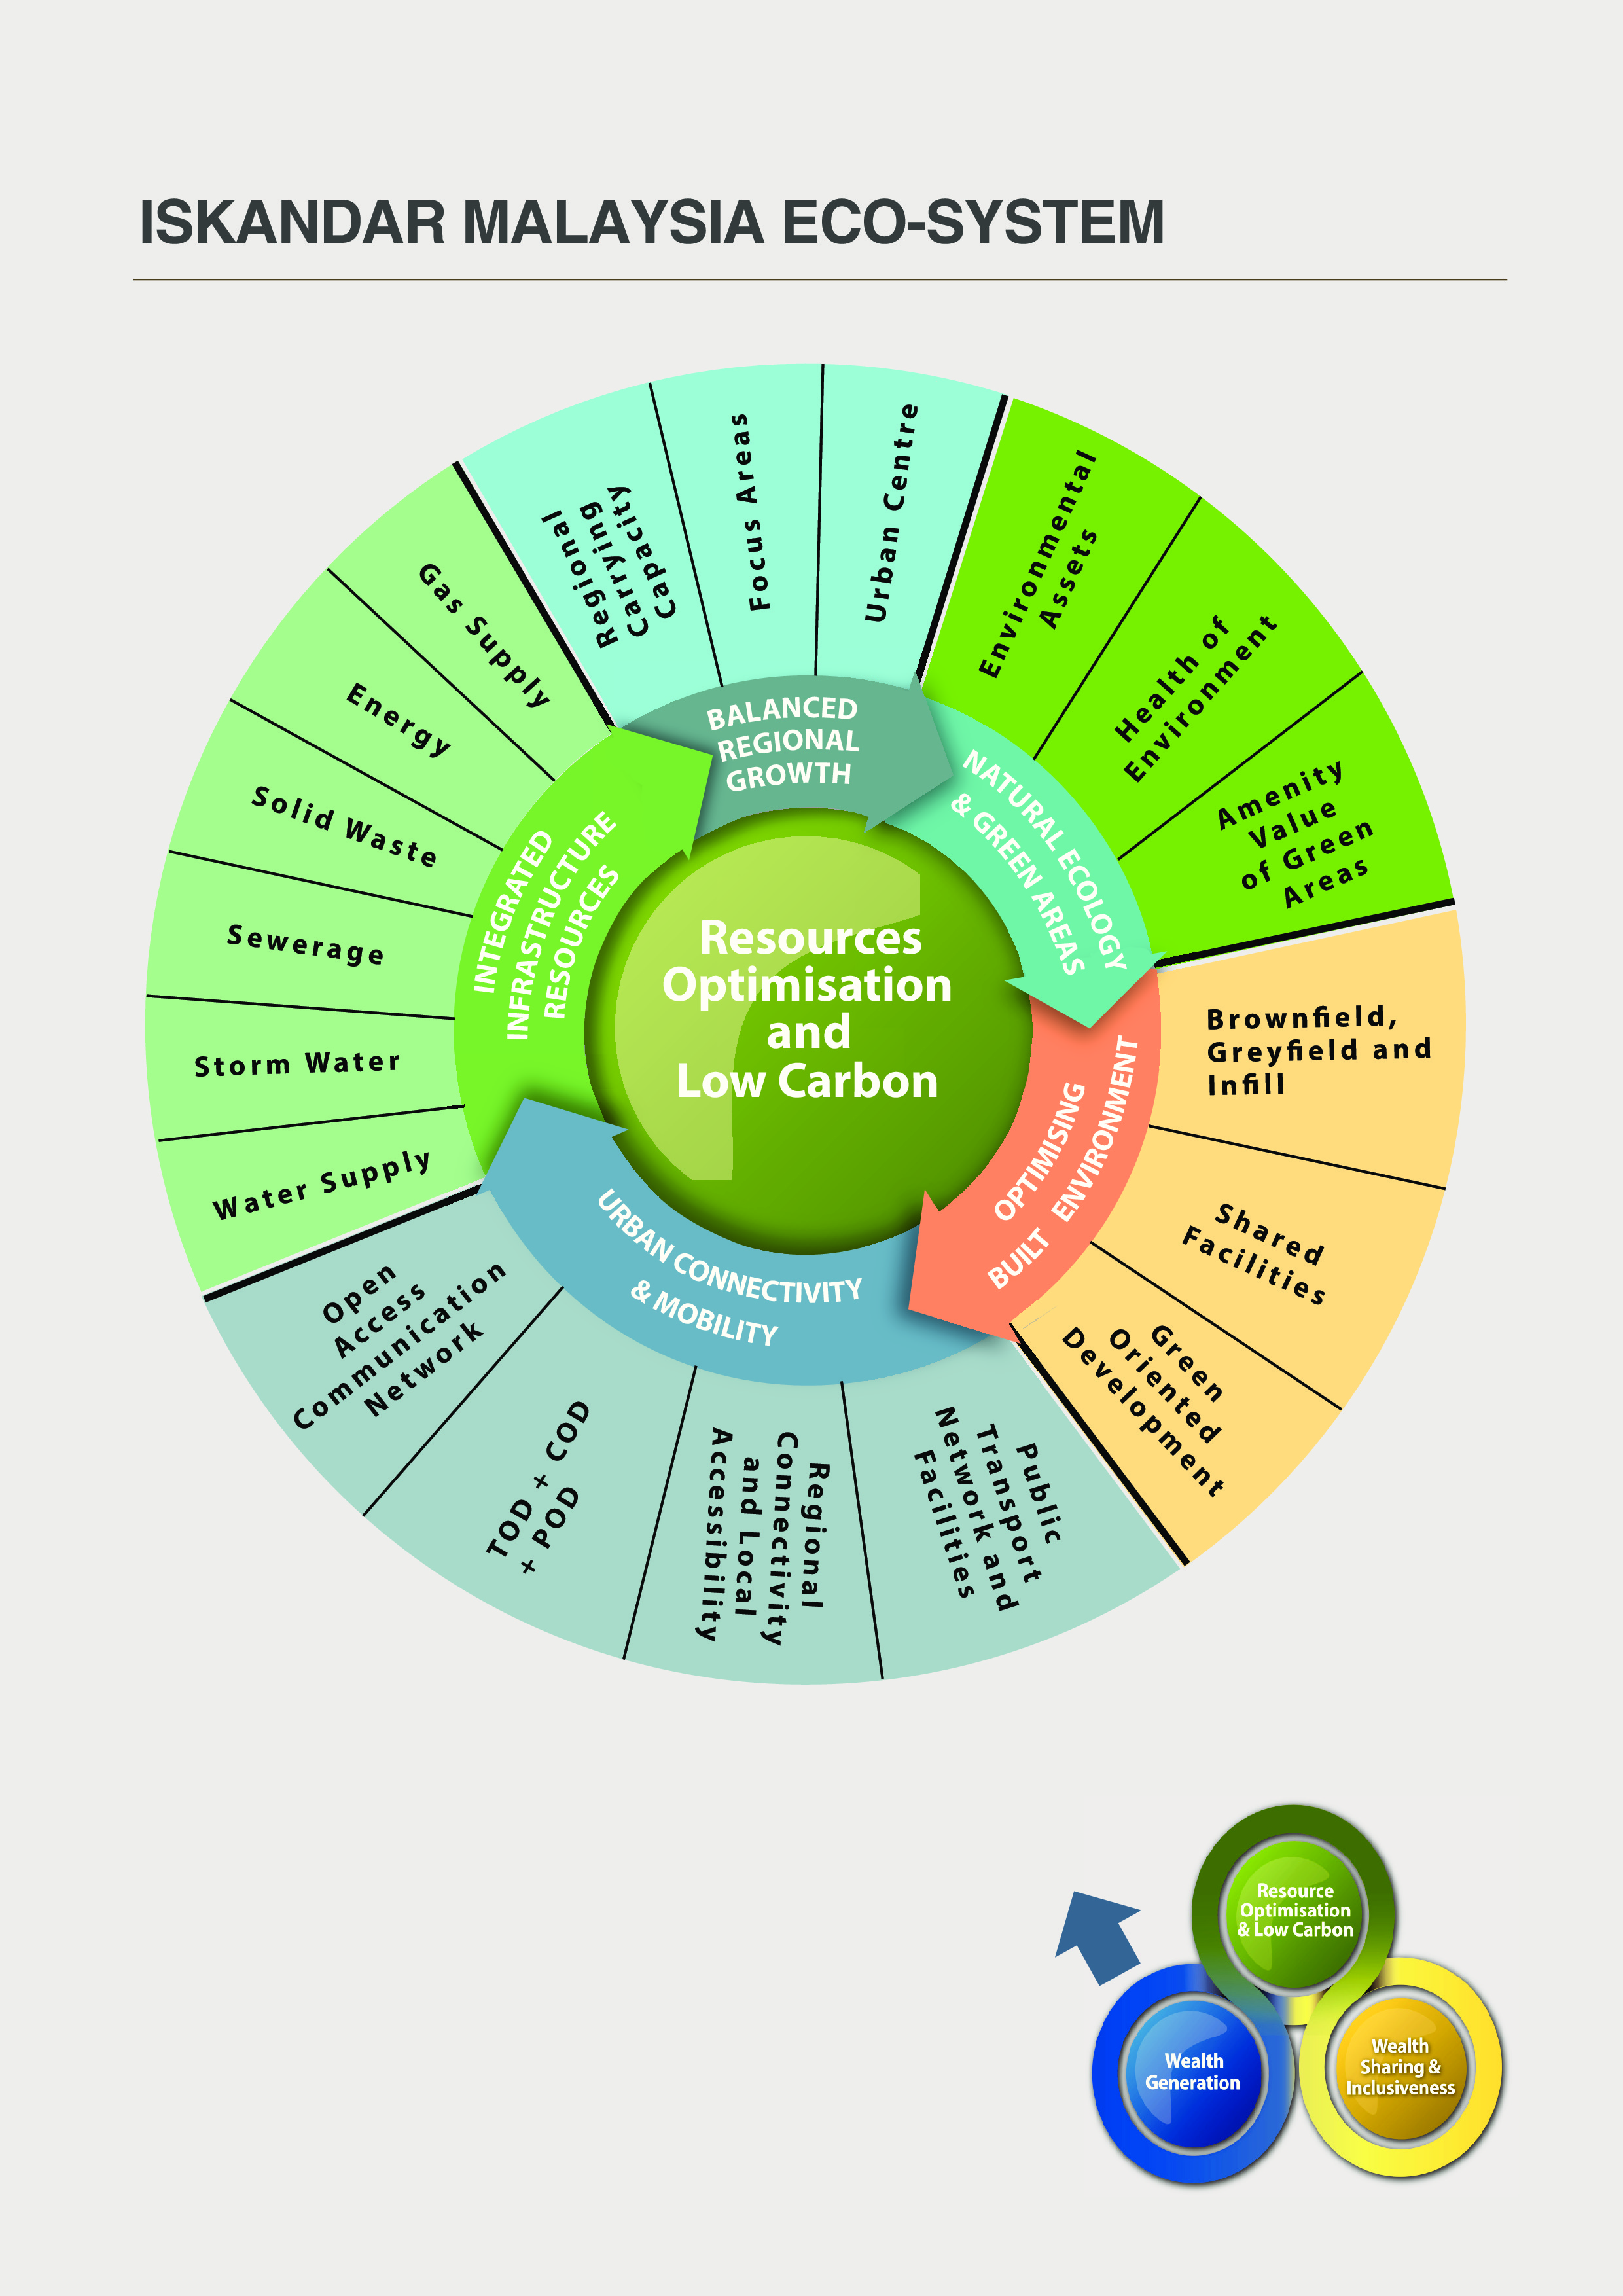 ISKANDAR MALAYSIA ECO-SYSTEM
Regional
Carrying
Capacity
Focus Areas
Urban Centre
Environmental
Assets
Health of
Environment
Amenity
Value
of Green
Areas
Brownfield,
Greyfield and
Infill
Shared
Facilities
Green
Oriented
Development
Public
Transport
Network and
Facilities
Regional
Connectivity
and Local
Accessibility
TOD + COD
+ POD
Open
Access
Communication
Network
Water Supply
Storm Water
Sewerage
Solid Waste
Energy
Gas Supply
BALANCED
REGIONAL
GROWTH
NATURAL ECOLOGY
& GREEN AREAS
OPTIMISING
BUILT ENVIRONMENT
URBAN CONNECTIVITY
& MOBILITY
INTEGRATED
INFRASTRUCTURE
RESOURCES
Resources
Optimisation
and
Low Carbon
Resource
Optimisation
& Low Carbon
Wealth
Generation
Wealth
Sharing &
Inclusiveness